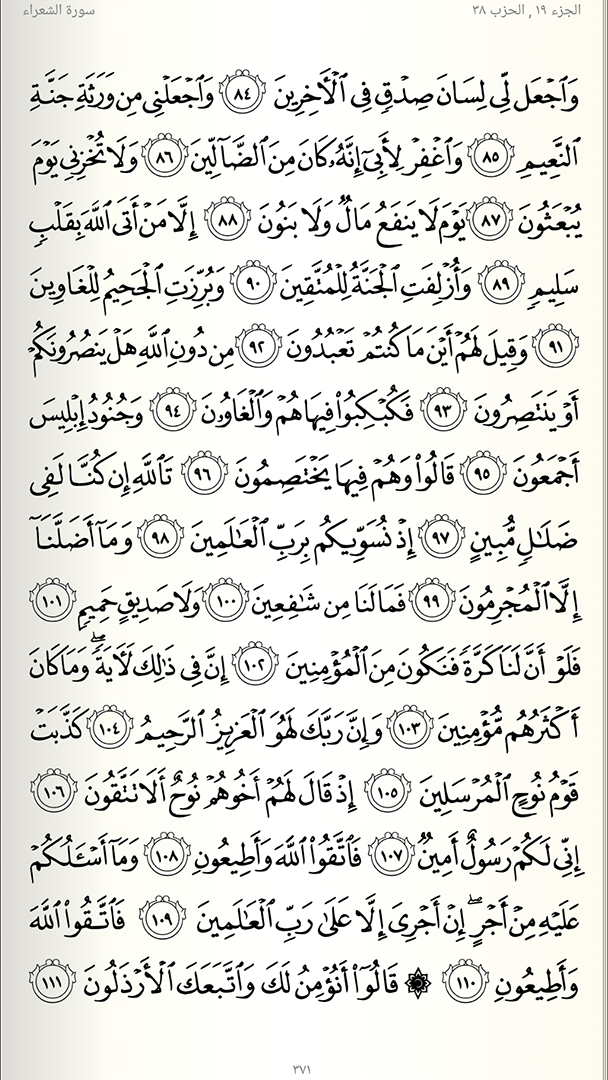 الجزء ١٩ , الحزب ٣٨
سورة الشعراء
وَٱجۡعَل لِّي لِسَانَ صِدۡقٖ فِي ٱلۡأٓخِرِينَ ٨٤ وَٱجۡعَلۡنِي مِن وَرَثَةِ جَنَّةِ
ٱلنَّعِيمِ ٨٥ وَٱغۡفِرۡ لِأَبِيٓ إِنَّهُۥ كَانَ مِنَ ٱلضَّآلِّينَ ٨٦ وَلَا تُخۡزِنِي يَوۡمَ
يُبۡعَثُونَ ٨٧ يَوۡمَ لَا يَنفَعُ مَالٞ وَلَا بَنُونَ ٨٨ إِلَّا مَنۡ أَتَى ٱللَّهَ بِقَلۡبٖ
سَلِيمٖ ٨٩ وَأُزۡلِفَتِ ٱلۡجَنَّةُ لِلۡمُتَّقِينَ ٩٠ وَبُرِّزَتِ ٱلۡجَحِيمُ لِلۡغَاوِينَ
٩١ وَقِيلَ لَهُمۡ أَيۡنَ مَا كُنتُمۡ تَعۡبُدُونَ ٩٢ مِن دُونِ ٱللَّهِ هَلۡ يَنصُرُونَكُمۡ
أَوۡ يَنتَصِرُونَ ٩٣ فَكُبۡكِبُواْ فِيهَا هُمۡ وَٱلۡغَاوُۥنَ ٩٤ وَجُنُودُ إِبۡلِيسَ
أَجۡمَعُونَ ٩٥ قَالُواْ وَهُمۡ فِيهَا يَخۡتَصِمُونَ ٩٦ تَٱللَّهِ إِن كُنَّا لَفِي
ضَلَٰلٖ مُّبِينٍ ٩٧ إِذۡ نُسَوِّيكُم بِرَبِّ ٱلۡعَٰلَمِينَ ٩٨ وَمَآ أَضَلَّنَآ
إِلَّا ٱلۡمُجۡرِمُونَ ٩٩ فَمَا لَنَا مِن شَٰفِعِينَ ١٠٠ وَلَا صَدِيقٍ حَمِيمٖ ١٠١
فَلَوۡ أَنَّ لَنَا كَرَّةٗ فَنَكُونَ مِنَ ٱلۡمُؤۡمِنِينَ ١٠٢ إِنَّ فِي ذَٰلِكَ لَأٓيَةٗۖ وَمَا كَانَ
أَكۡثَرُهُم مُّؤۡمِنِينَ ١٠٣ وَإِنَّ رَبَّكَ لَهُوَ ٱلۡعَزِيزُ ٱلرَّحِيمُ ١٠٤ كَذَّبَتۡ
قَوۡمُ نُوحٍ ٱلۡمُرۡسَلِينَ ١٠٥ إِذۡ قَالَ لَهُمۡ أَخُوهُمۡ نُوحٌ أَلَا تَتَّقُونَ ١٠٦
إِنِّي لَكُمۡ رَسُولٌ أَمِينٞ ١٠٧ فَٱتَّقُواْ ٱللَّهَ وَأَطِيعُونِ ١٠٨ وَمَآ أَسۡـَٔلُكُمۡ
عَلَيۡهِ مِنۡ أَجۡرٍۖ إِنۡ أَجۡرِيَ إِلَّا عَلَىٰ رَبِّ ٱلۡعَٰلَمِينَ ١٠٩ فَٱتَّقُواْ ٱللَّهَ
وَأَطِيعُونِ ١١٠ ۞ قَالُوٓاْ أَنُؤۡمِنُ لَكَ وَٱتَّبَعَكَ ٱلۡأَرۡذَلُونَ ١١١
٣٧١